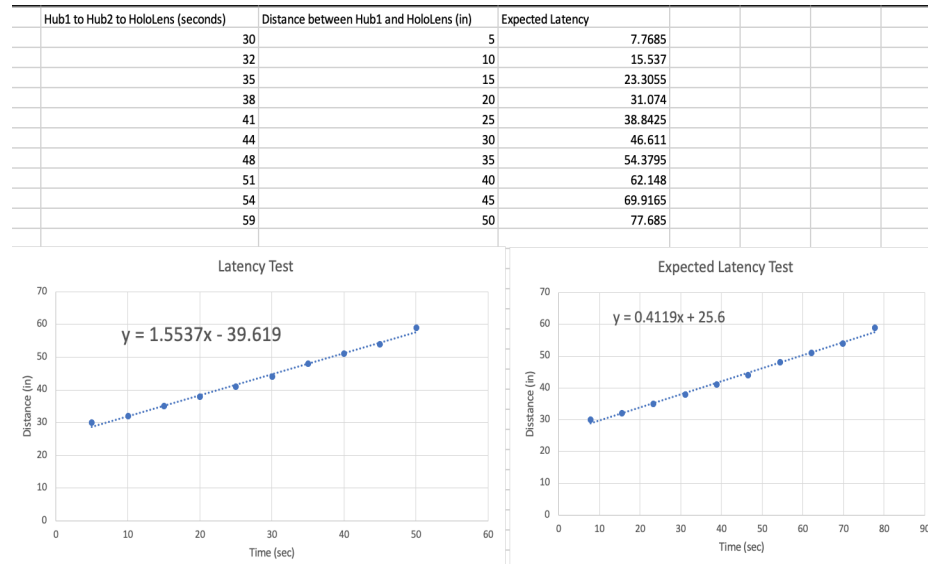 Hub1 to Hub2 to HoloLens (seconds) Distance between Hub1 and HoloLens (in) Expected Latency
30 5 7.7685
32 10 15.537
35 15 23.3055
38 20 31.074
41 25 38.8425
44 30 46.611
48 35 54.3795
51 40 62.148
54 45 69.9165
59 50 77.685
Latency Test
y = 1.5537x - 39.619
Distance (in)
70
60
50
40
30
20
10
0
0 10 20 30 40 50 60
Time (sec)
Expected Latency Test
y = 0.4119x + 25.6
Disstance (in)
70
60
50
40
30
20
10
0
0 10 20 30 40 50 60 70 80 90
Time (sec)